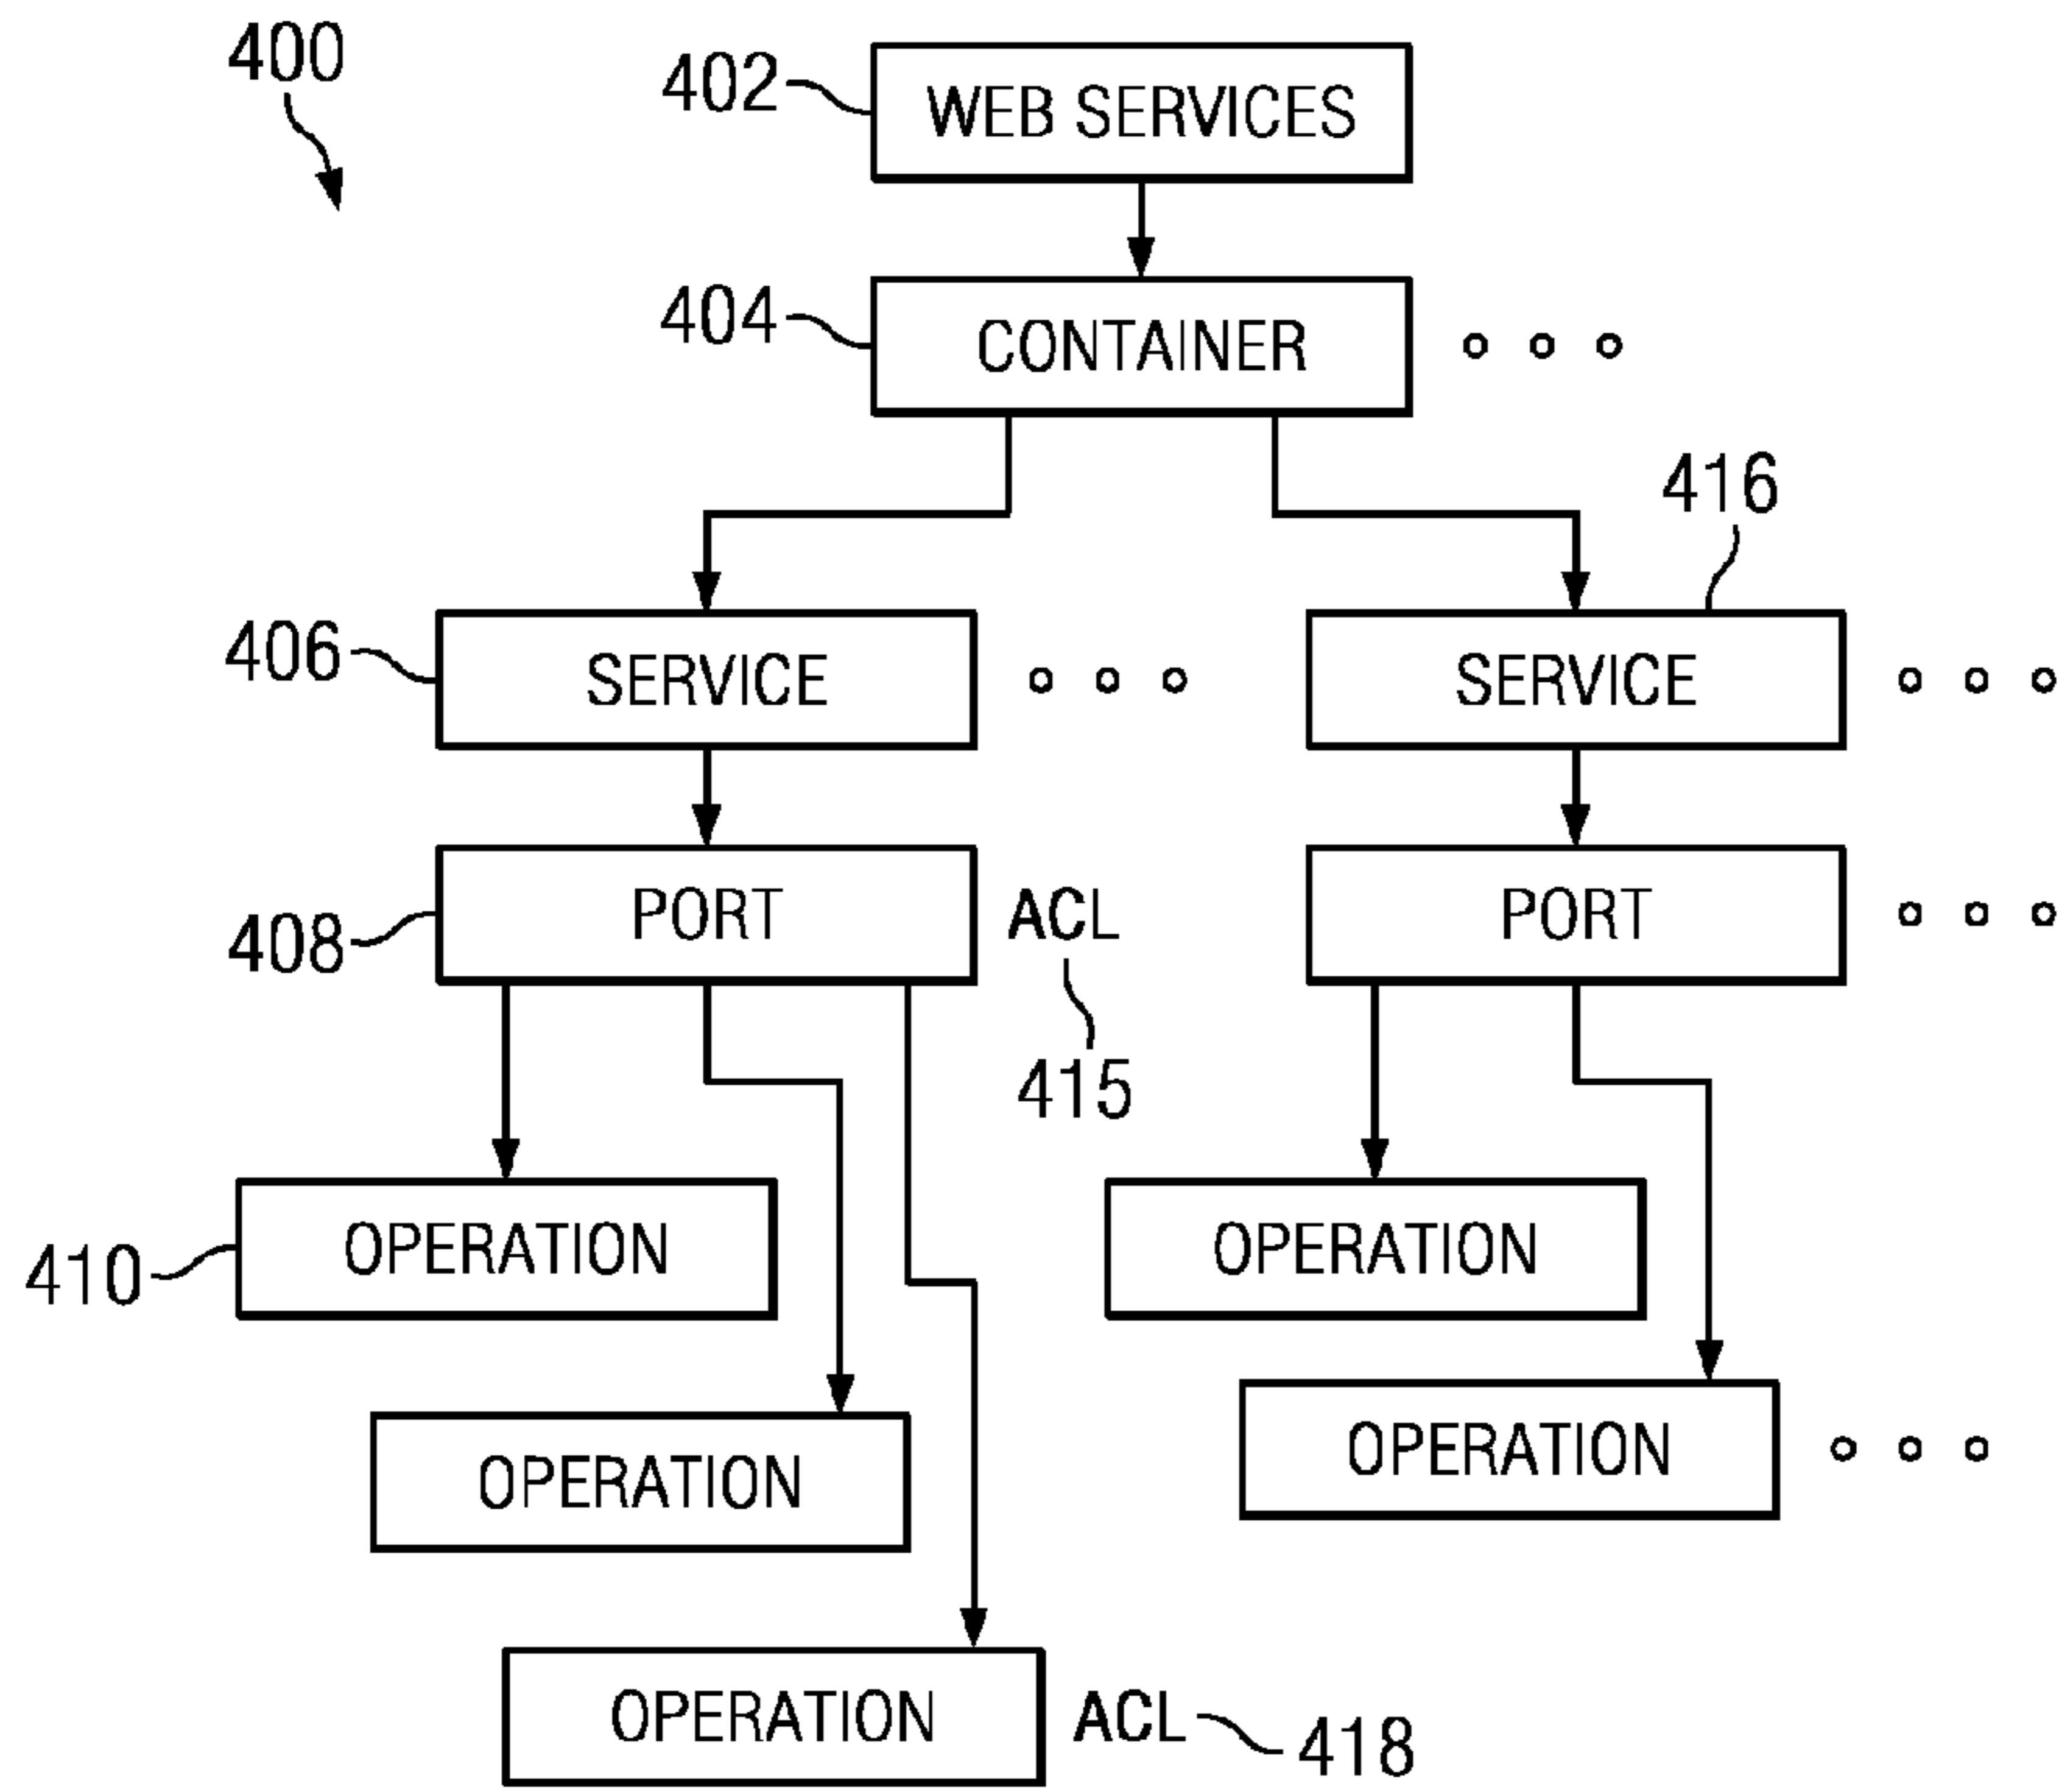 400
402
WEB SERVICES
404
CONTAINER
416
406
SERVICE
SERVICE
408
PORT
ACL
PORT
415
410
OPERATION
OPERATION
OPERATION
OPERATION
OPERATION
ACL
418